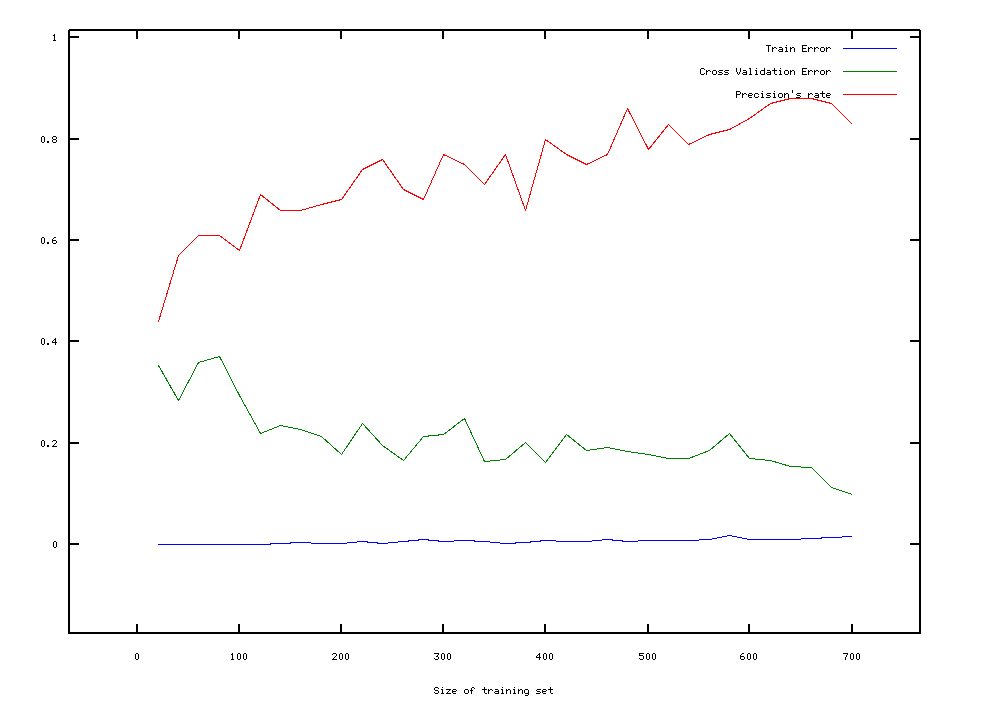 1
Train Error
Cross Validation Error
Precision's rate
0.8
0.6
0.4
0.2
0
0 100 200 300 400 500 600 700
Size of training set